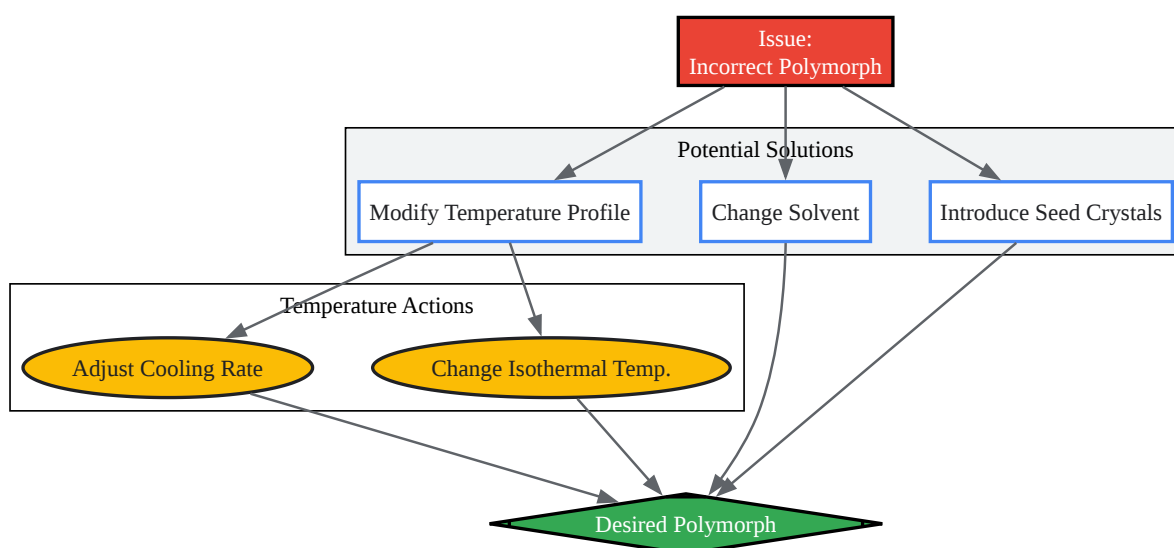 Issue:
Incorrect Polymorph
Potential Solutions
Modify Temperature Profile
Change Solvent
Introduce Seed Crystals
Temperature Actions
Adjust Cooling Rate
Change Isothermal Temp.
Desired Polymorph